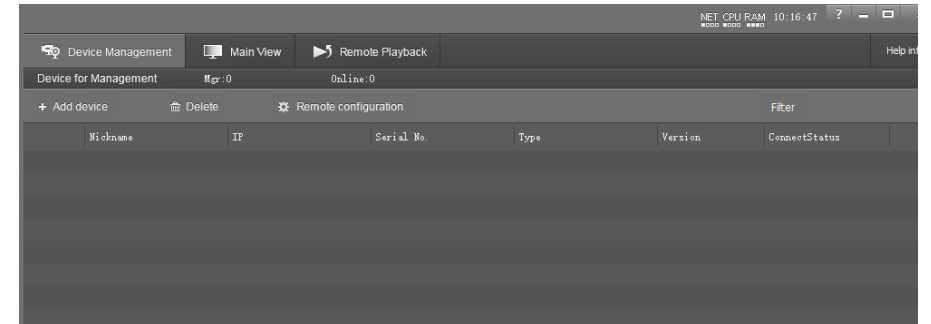 NET CPU RAM 10:16:47 ?
Device Management Main View Remote Playback Help inf
Device for Management Mgr:0 Online:0
+ Add device Delete Remote configuration Filter
Nickname IP Serial No. Type Version ConnectStatus